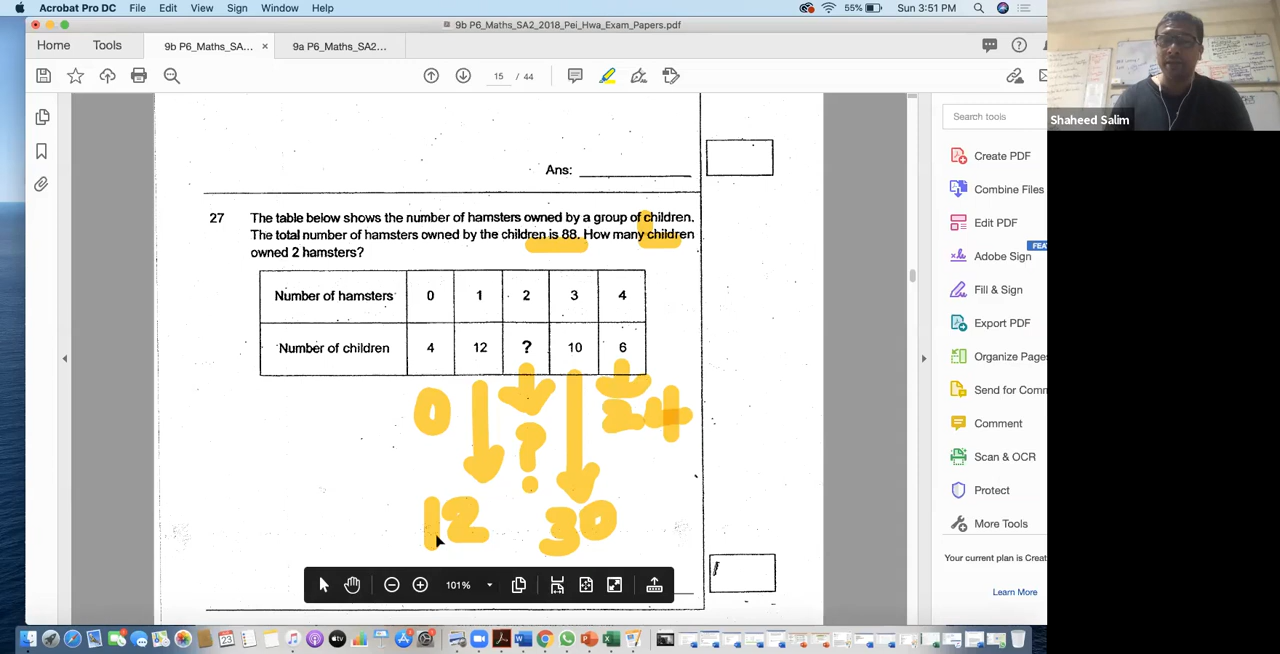 Acrobat Pro DC File Edit View Sign Window Help 55% Sun 3:51 PM
9b P6_Maths_SA2_2018_Pei_Hwa_Exam_Papers.pdf
Home Tools 9b P6_Maths_SA... × 9a P6_Maths_SA2...
15 / 44
Shaheed Salim
Search tools
Create PDF
Combine Files
Edit PDF
FEA
Adobe Sign
Fill & Sign
Export PDF
Organize Pages
Send for Comm
Comment
Scan & OCR
Protect
More Tools
Your current plan is Creat
Learn More
Ans:
27 The table below shows the number of hamsters owned by a group of children.
The total number of hamsters owned by the children is 88. How many children
owned 2 hamsters?
Number of hamsters 0 1 2 3 4
Number of children 4 12 ? 10 6
0 ? 24
12 30
101%
23